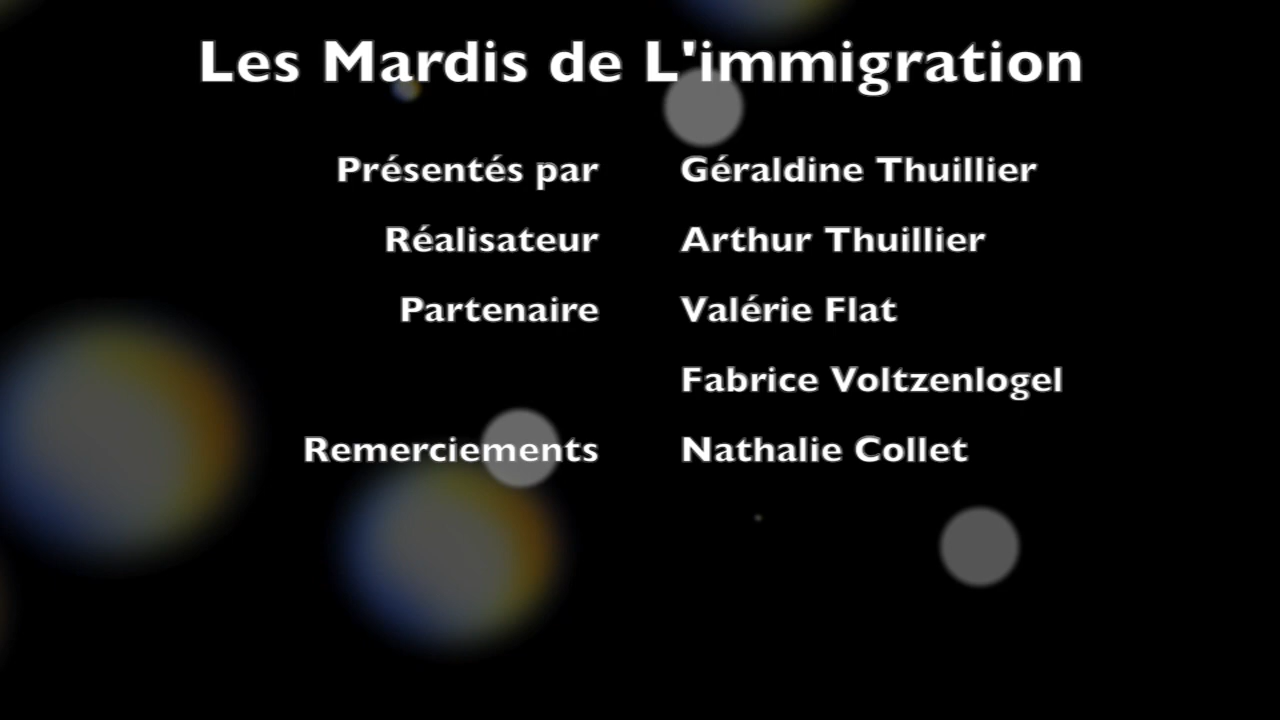 Les Mardis de L'immigration
Présentés par Géraldine Thuillier
Réalisateur Arthur Thuillier
Partenaire Valérie Flat
Fabrice Voltzenlogel
Remerciements Nathalie Collet